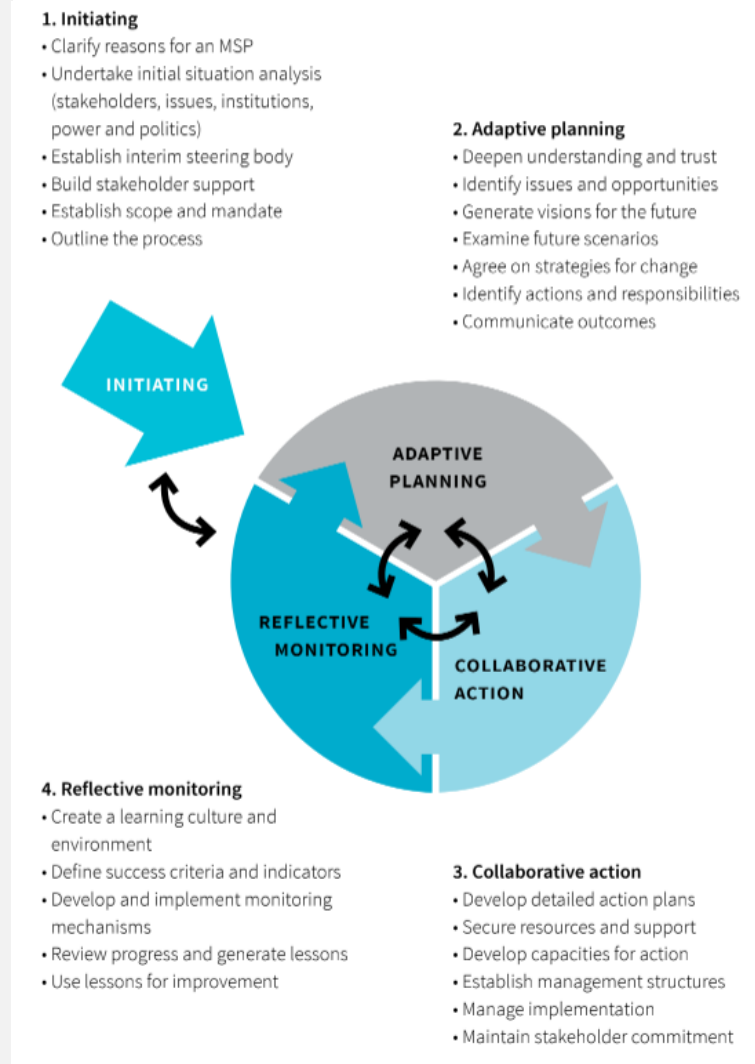 1. Initiating
• Clarify reasons for an MSP
• Undertake initial situation analysis
(stakeholders, issues, institutions,
power and politics)
• Establish interim steering body
• Build stakeholder support
• Establish scope and mandate
• Outline the process
2. Adaptive planning
• Deepen understanding and trust
• Identify issues and opportunities
• Generate visions for the future
• Examine future scenarios
• Agree on strategies for change
• Identify actions and responsibilities
• Communicate outcomes
INITIATING
ADAPTIVE
PLANNING
REFLECTIVE
MONITORING
COLLABORATIVE
ACTION
4. Reflective monitoring
• Create a learning culture and
environment
• Define success criteria and indicators
• Develop and implement monitoring
mechanisms
• Review progress and generate lessons
• Use lessons for improvement
3. Collaborative action
• Develop detailed action plans
• Secure resources and support
• Develop capacities for action
• Establish management structures
• Manage implementation
• Maintain stakeholder commitment